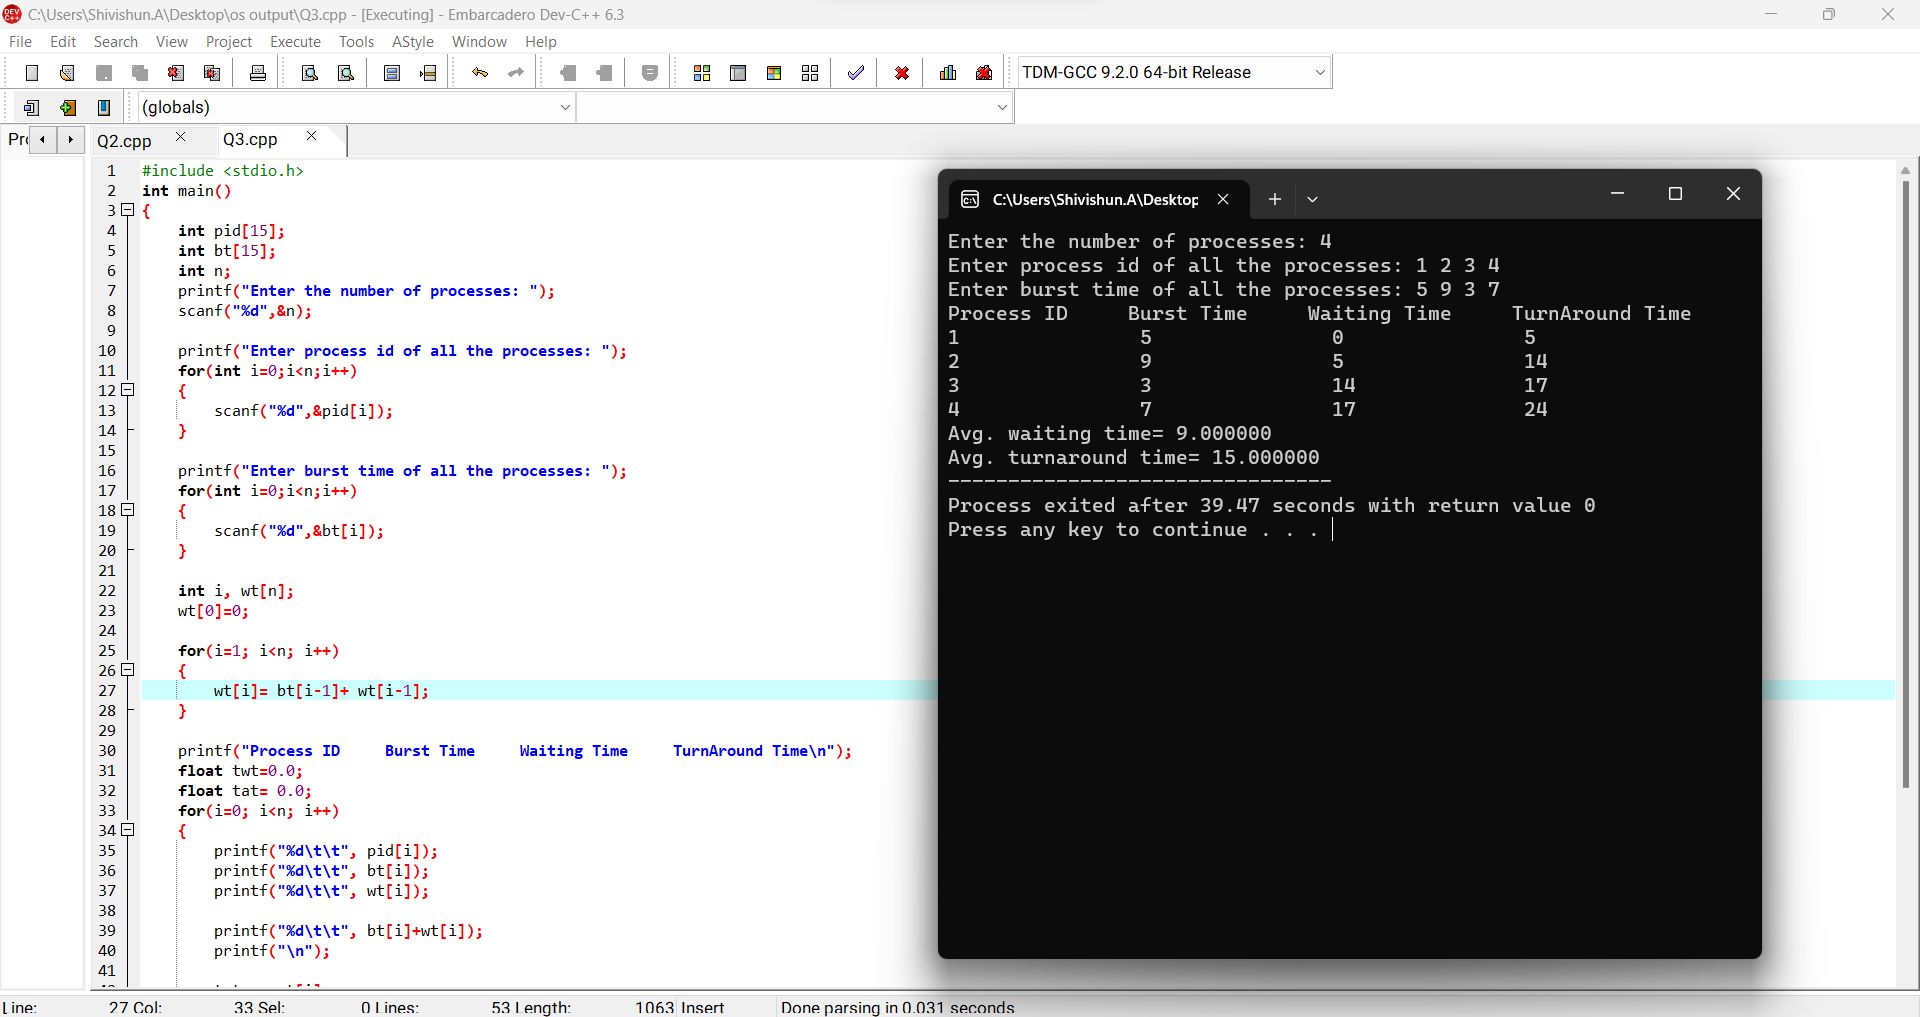 C:\Users\Shivishun.A\Desktop\os output\Q3.cpp - [Executing] - Embarcadero Dev-C++ 6.3
File Edit Search View Project Execute Tools AStyle Window Help
TDM-GCC 9.2.0 64-bit Release
(globals)
Q2.cpp
Q3.cpp
1 #include <stdio.h>
2 int main()
3 {
4 int pid[15];
5 int bt[15];
6 int n;
7 printf("Enter the number of processes: ");
8 scanf("%d",&n);
9
10 printf("Enter process id of all the processes: ");
11 for(int i=0;i<n;i++)
12 {
13 scanf("%d",&pid[i]);
14 }
15
16 printf("Enter burst time of all the processes: ");
17 for(int i=0;i<n;i++)
18 {
19 scanf("%d",&bt[i]);
20 }
21
22 int i, wt[n];
23 wt[0]=0;
24
25 for(i=1; i<n; i++)
26 {
27 wt[i]= bt[i-1]+ wt[i-1];
28 }
29
30 printf("Process ID     Burst Time     Waiting Time     TurnAround Time\n");
31 float twt=0.0;
32 float tat= 0.0;
33 for(i=0; i<n; i++)
34 {
35 printf("%d\t\t", pid[i]);
36 printf("%d\t\t", bt[i]);
37 printf("%d\t\t", wt[i]);
38
39 printf("%d\t\t", bt[i]+wt[i]);
40 printf("\n");
41
C:\Users\Shivishun.A\Desktop
Enter the number of processes: 4
Enter process id of all the processes: 1 2 3 4
Enter burst time of all the processes: 5 9 3 7
Process ID     Burst Time     Waiting Time     TurnAround Time
1 5 0 5
2 9 5 14
3 3 14 17
4 7 17 24
Avg. waiting time= 9.000000
Avg. turnaround time= 15.000000
--------------------------------
Process exited after 39.47 seconds with return value 0
Press any key to continue . . .
Line: 27 Col: 33 Sel: 0 Lines: 53 Length: 1063 Insert Done parsing in 0.031 seconds